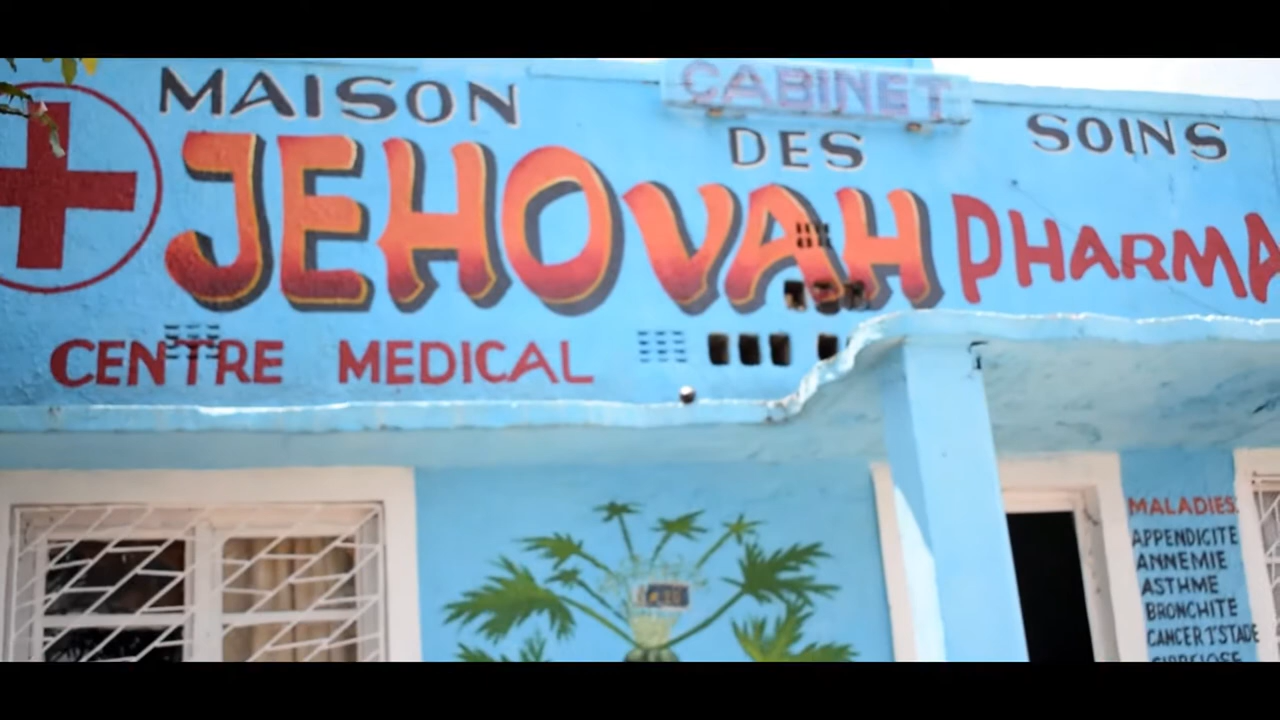 MAISON
CABINET
DES SOINS
JEHOVAH PHARMA
CENTRE MEDICAL
MALADIES:
APPENDICITE
ANNEMIE
ASTHME
BRONCHITE
CANCER 1'STADE